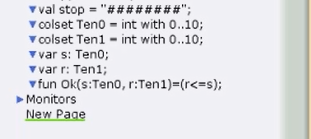 val stop = "########";
colset Ten0 = int with 0..10;
colset Ten1 = int with 0..10;
var s: Ten0;
var r: Ten1;
fun Ok(s:Ten0, r:Ten1)=(r<=s);
Monitors
New Page